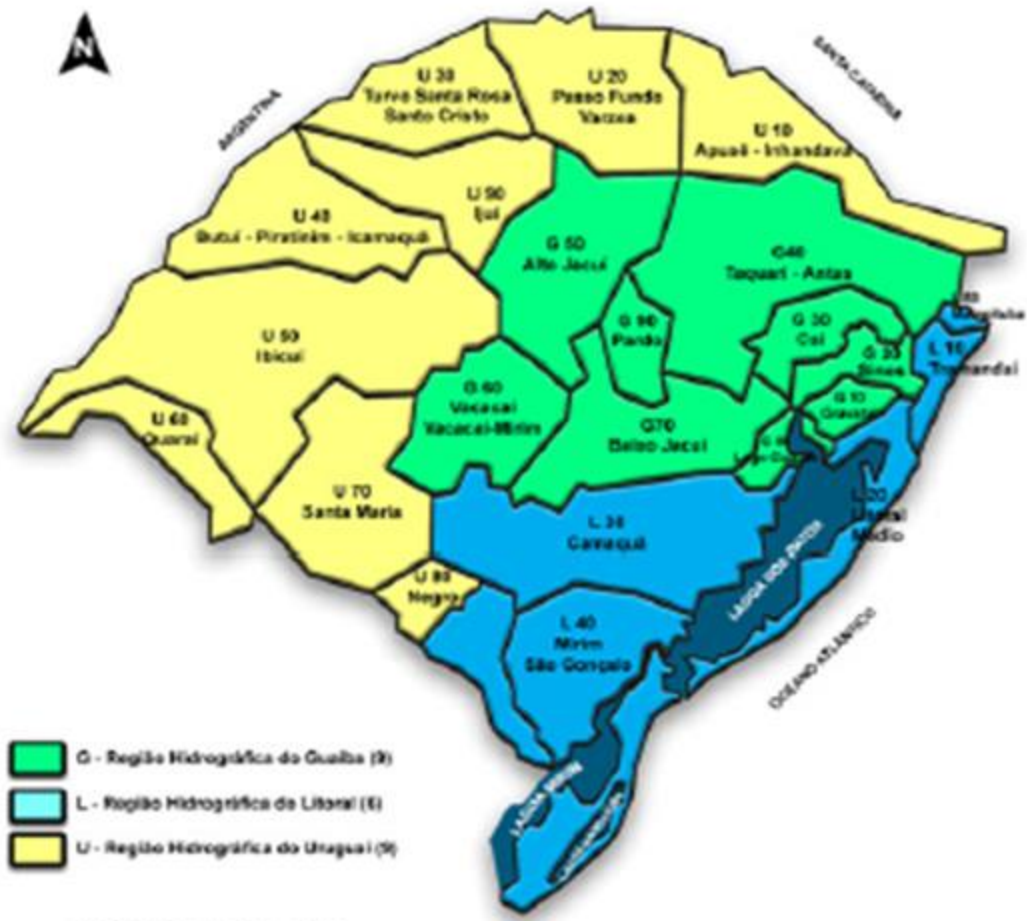 N
ARGENTINA
SANTA CATARINA
U 30
Turvo Santa Rosa
Santo Cristo
U 20
Passo Fundo
Varzea
U 10
Apuaê - Inhandava
U 90
Ijuí
U 40
Butuí - Piratinim - Icamaquã
G 50
Alto Jacuí
G40
Taquari - Antas
U 50
Ibicuí
G 90
Pardo
G 30
Caí
L 10
Tramandaí
Sinos
G 10
Gravataí
U 60
Quaraí
G 60
Vacacaí
Vacacaí-Mirim
G70
Baixo Jacuí
U 70
Santa Maria
L 30
Camaquã
L 20
Litoral
Médio
LAGOA DOS PATOS
U 80
Negro
L 40
Mirim
São Gonçalo
OCEANO ATLÂNTICO
LAGOA MIRIM
G - Região Hidrográfica do Guaíba (9)
L - Região Hidrográfica do Litoral (5)
U - Região Hidrográfica do Uruguai (9)